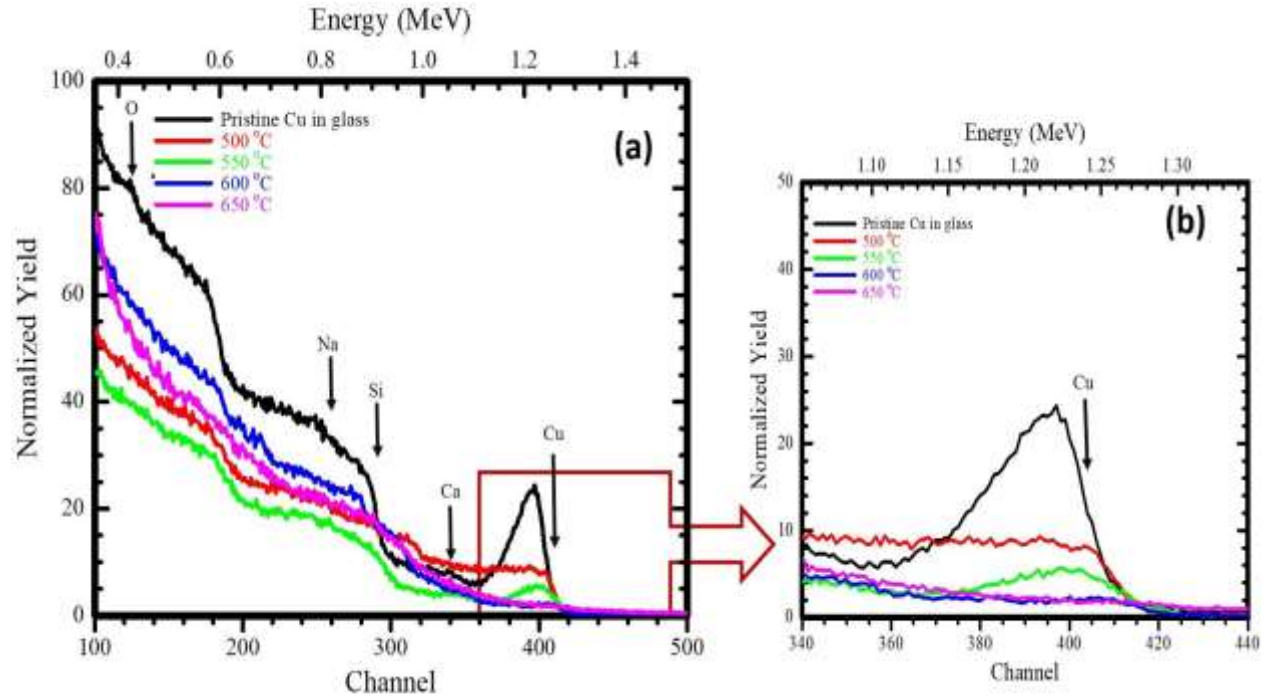 Energy (MeV)
0.4 0.6 0.8 1.0 1.2 1.4
100
80
60
40
20
0
Normalized Yield
O
Pristine Cu in glass
500 °C
550 °C
600 °C
650 °C
(a)
Na
Si
Ca
Cu
100 200 300 400 500
Channel
Energy (MeV)
1.10 1.15 1.20 1.25 1.30
50
40
30
20
10
0
Normalized Yield
Pristine Cu in glass
500 °C
550 °C
600 °C
650 °C
(b)
Cu
340 360 380 400 420 440
Channel